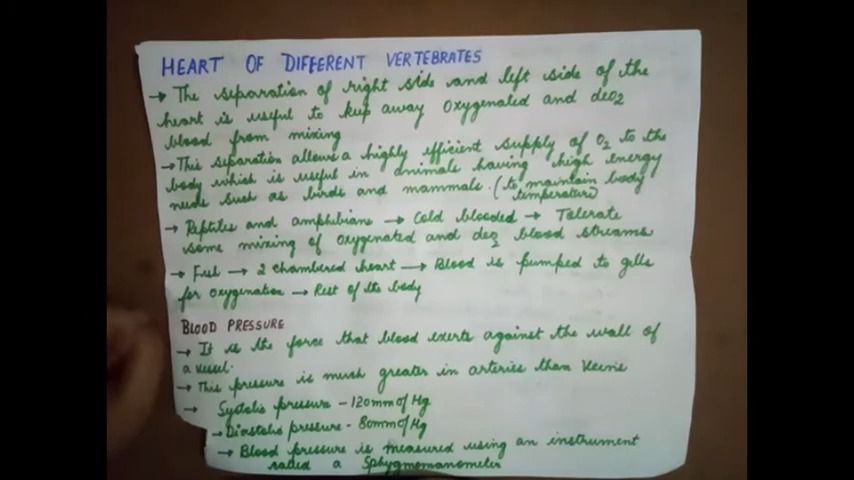 HEART OF DIFFERENT VERTEBRATES
→ The separation of right side and left side of the
heart is useful to keep away Oxygenated and deO2
blood from mixing
→ This separation allows a highly efficient supply of O2 to the
body which is useful in animals having high energy
needs such as birds and mammals. (to maintain body
temperature)
→ Reptiles and amphibians → Cold blooded → Tolerate
some mixing of oxygenated and deO2 blood streams
→ Fish → 2 chambered heart → Blood is pumped to gills
for oxygenation → Rest of the body
BLOOD PRESSURE
→ It is the force that blood exerts against the wall of
a vessel.
→ This pressure is much greater in arteries than veins
→ Systolic pressure - 120mm of Hg
→ Diastolic pressure - 80mm of Hg
→ Blood pressure is measured using an instrument
called a Sphygmomanometer